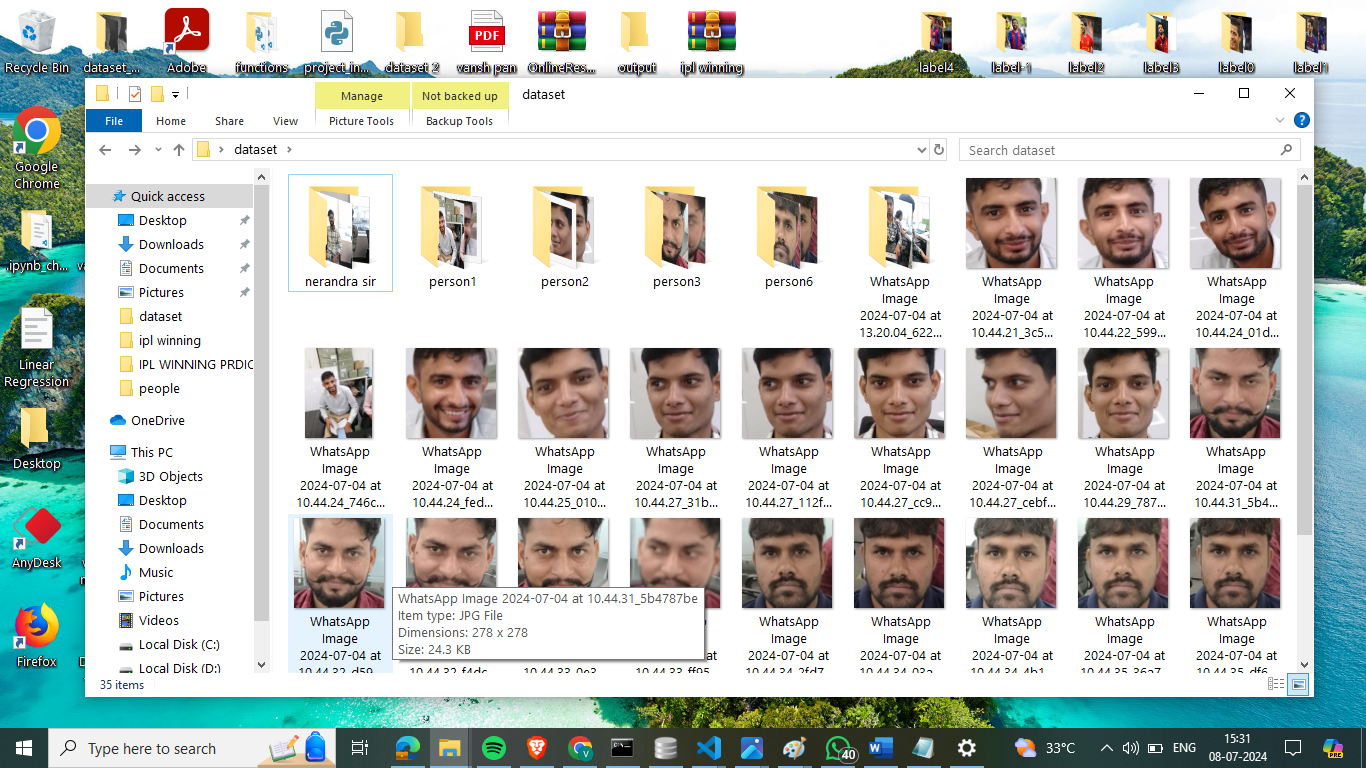 Recycle Bin
dataset_...
Adobe
functions
project_in...
dataset 2
vansh pan
OnlineRes...
output
ipl winning
label4
label-1
label2
label3
label0
label1
PDF
Manage
Not backed up
dataset
File
Home
Share
View
Picture Tools
Backup Tools
dataset
Search dataset
Google
Chrome
.ipynb_ch...
Linear
Regression
Desktop
AnyDesk
Firefox
Quick access
Desktop
Downloads
Documents
Pictures
dataset
ipl winning
IPL WINNING PRDIC
people
OneDrive
This PC
3D Objects
Desktop
Documents
Downloads
Music
Pictures
Videos
Local Disk (C:)
Local Disk (D:)
nerandra sir
person1
person2
person3
person6
WhatsApp
Image
2024-07-04 at
13.20.04_622...
WhatsApp
Image
2024-07-04 at
10.44.21_3c5...
WhatsApp
Image
2024-07-04 at
10.44.22_599...
WhatsApp
Image
2024-07-04 at
10.44.24_01d...
WhatsApp
Image
2024-07-04 at
10.44.24_746c...
WhatsApp
Image
2024-07-04 at
10.44.24_fed...
WhatsApp
Image
2024-07-04 at
10.44.25_010...
WhatsApp
Image
2024-07-04 at
10.44.27_31b...
WhatsApp
Image
2024-07-04 at
10.44.27_112f...
WhatsApp
Image
2024-07-04 at
10.44.27_cc9...
WhatsApp
Image
2024-07-04 at
10.44.27_cebf...
WhatsApp
Image
2024-07-04 at
10.44.29_787...
WhatsApp
Image
2024-07-04 at
10.44.31_5b4...
WhatsApp
Image
2024-07-04 at
10.44.32_d59...
WhatsApp Image 2024-07-04 at 10.44.31_5b4787be
Item type: JPG File
Dimensions: 278 x 278
Size: 24.3 KB
10.44.32_f4dc...
10.44.33_0e3...
at
10.44.33_ff95...
WhatsApp
Image
2024-07-04 at
10.44.34_2fd7...
WhatsApp
Image
2024-07-04 at
10.44.34_03a...
WhatsApp
Image
2024-07-04 at
10.44.34_4b1...
WhatsApp
Image
2024-07-04 at
10.44.35_36a7...
WhatsApp
Image
2024-07-04 at
10.44.35_df6...
35 items
Type here to search
V
40
33°C
ENG
15:31
08-07-2024
PRE